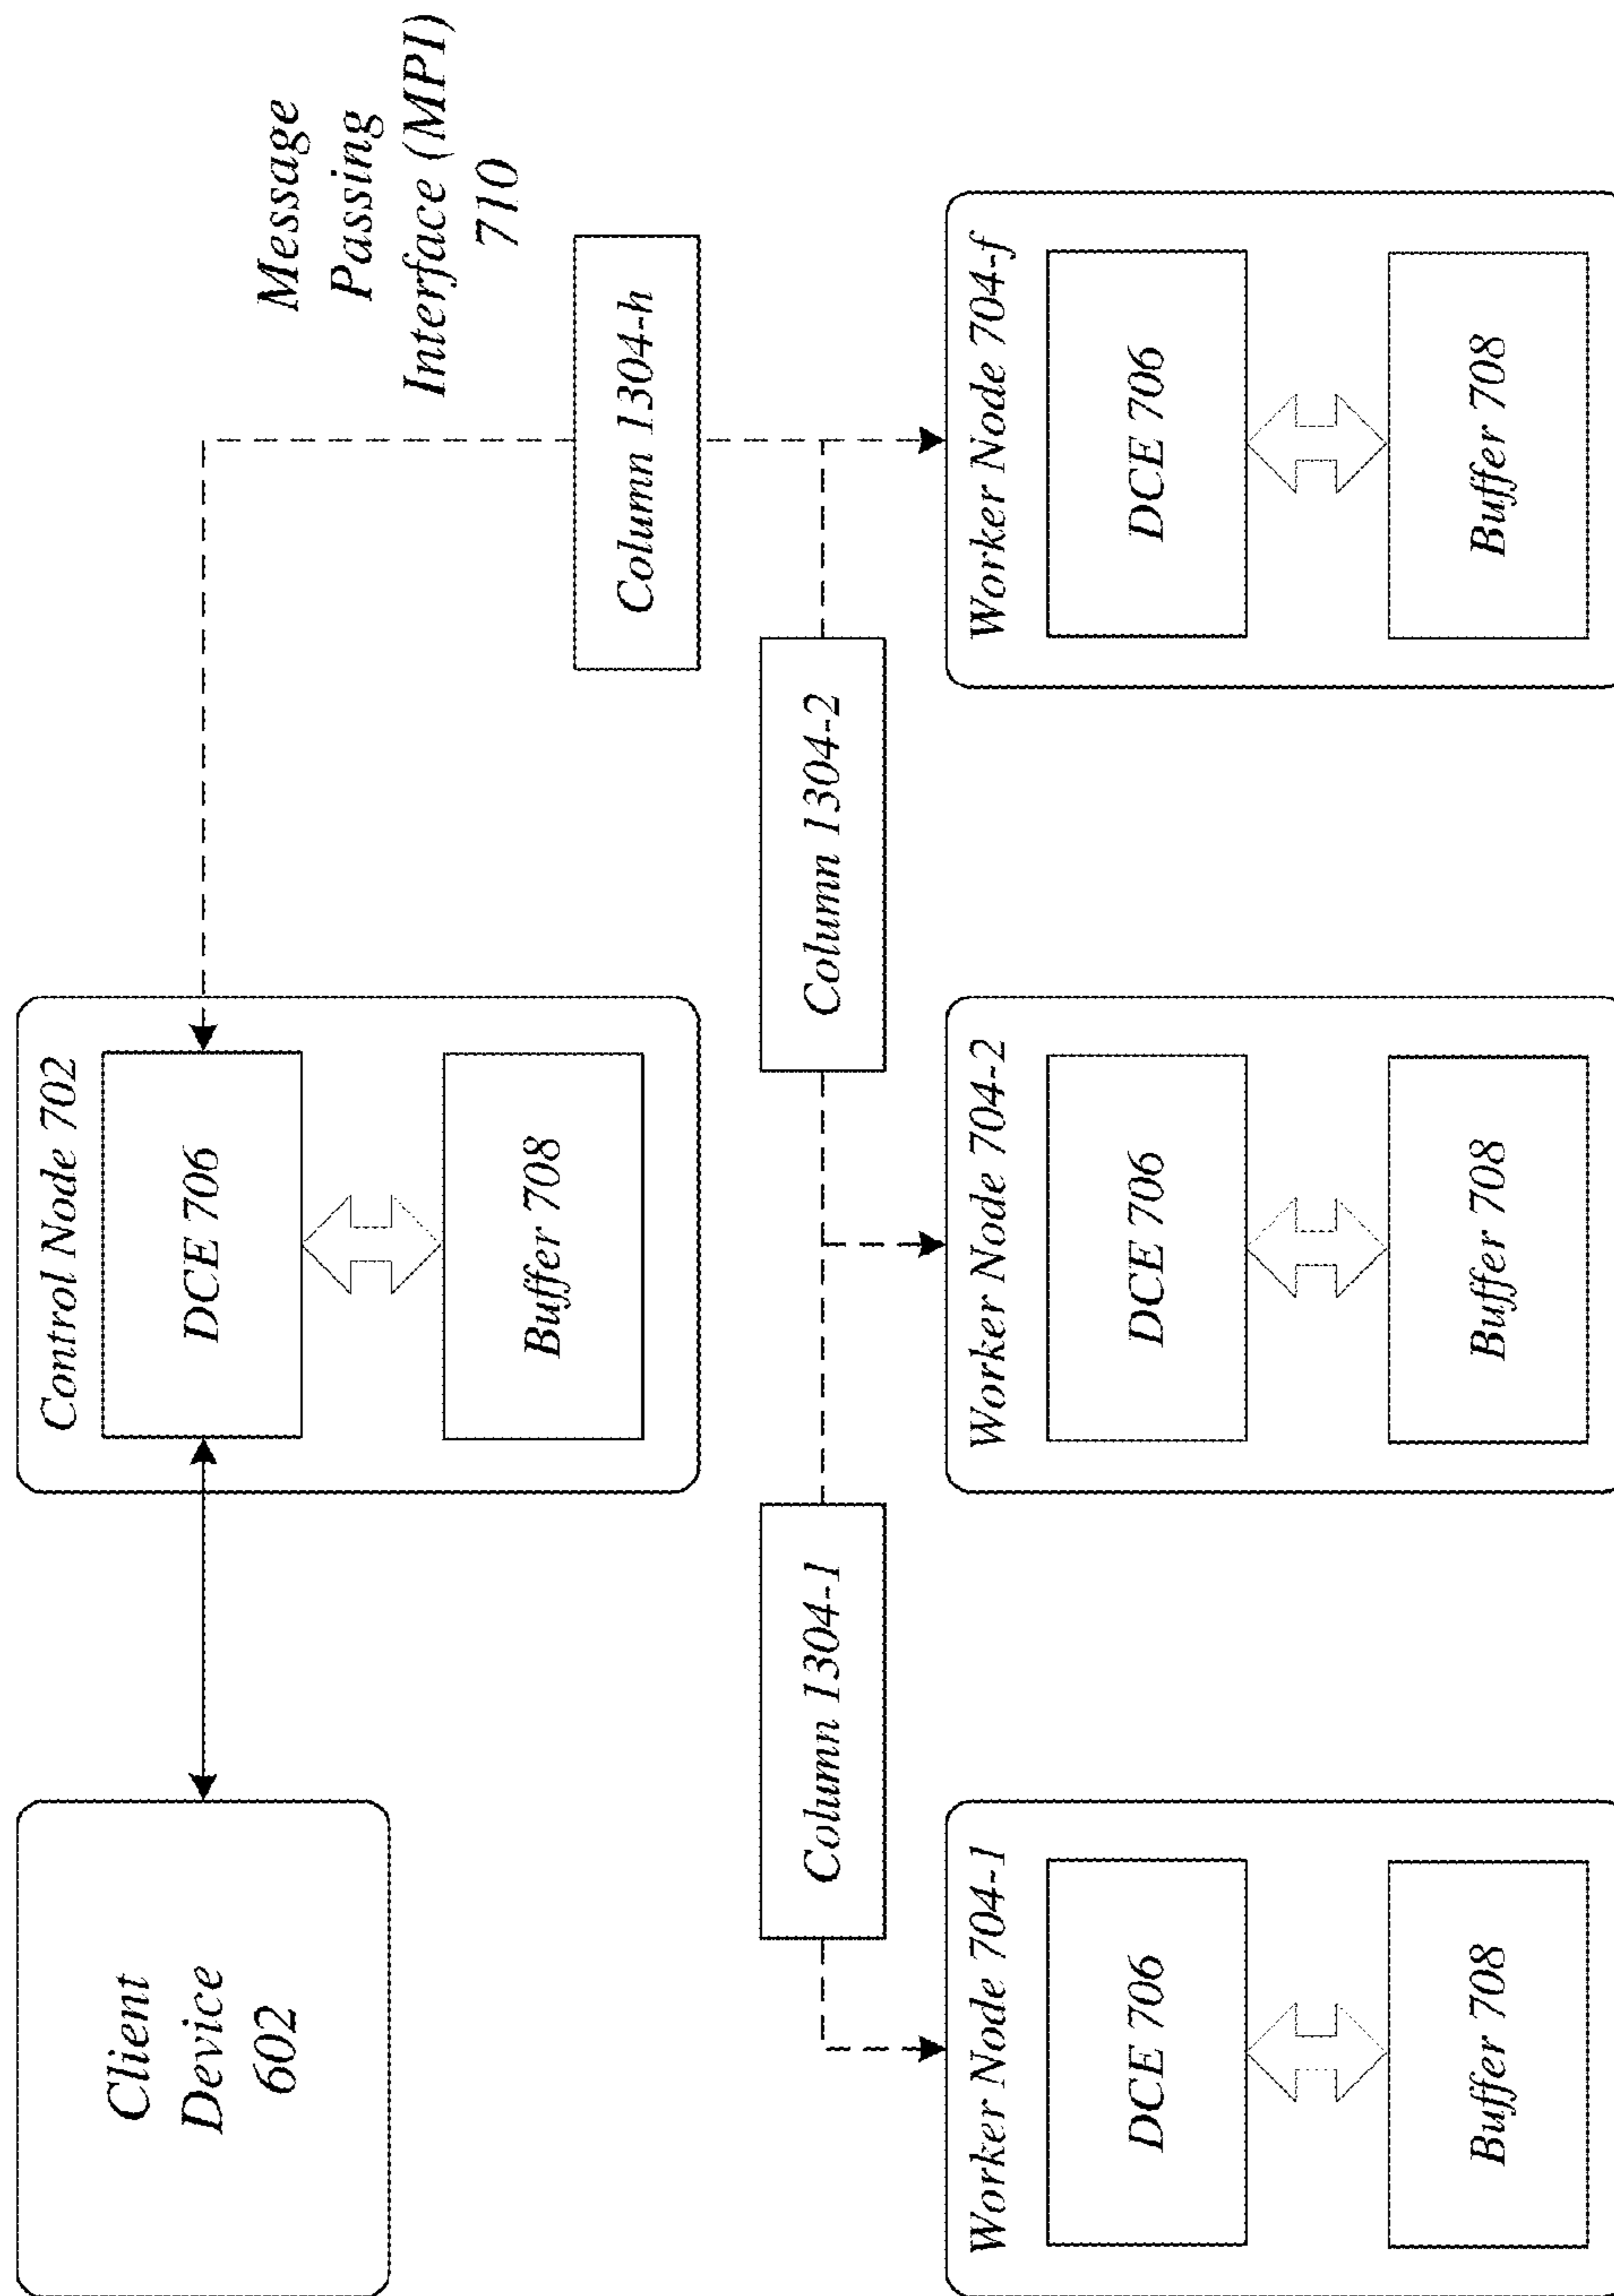 Client
Device
602
Control Node 702
DCE 706
Buffer 708
Message
Passing
Interface (MPI)
710
Column 1304-h
Column 1304-1
Column 1304-2
Worker Node 704-1
DCE 706
Buffer 708
Worker Node 704-2
DCE 706
Buffer 708
Worker Node 704-f
DCE 706
Buffer 708